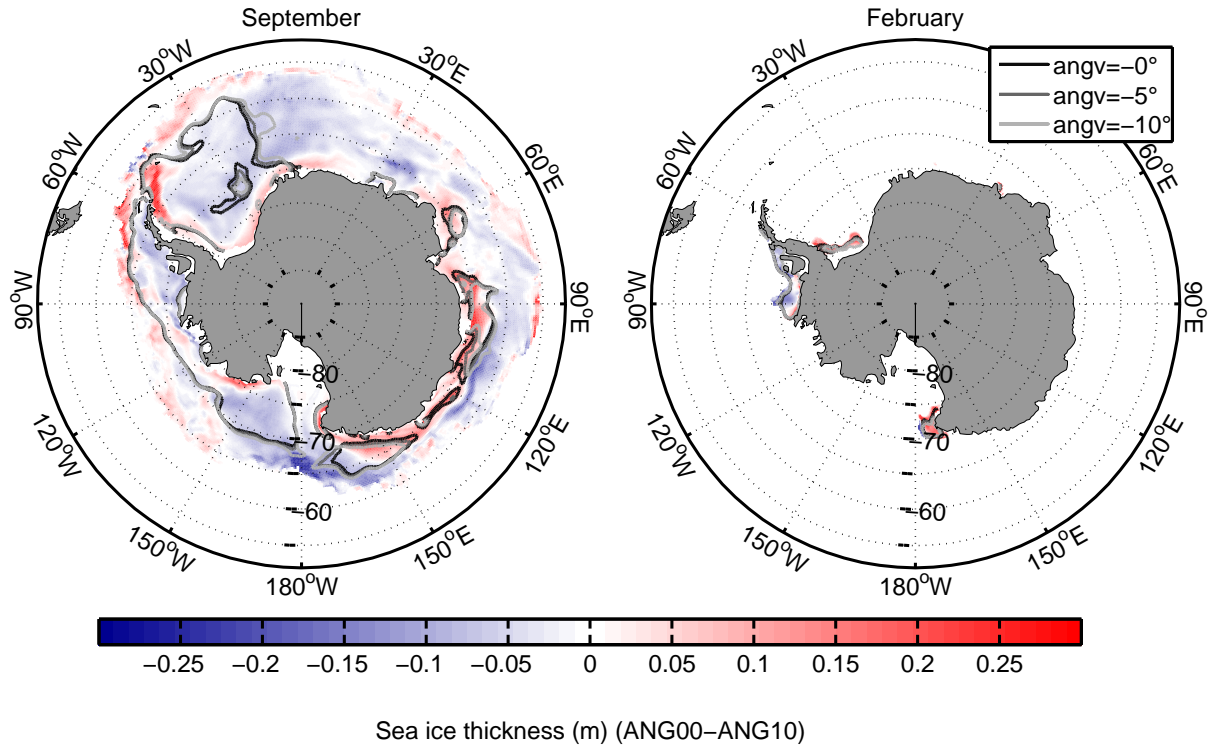 September
February
30°W
30°E
60°W
60°E
90°W
90°E
120°W
120°E
150°W
150°E
180°W
−80
−70
−60
30°W
60°W
60°E
90°W
90°E
120°W
120°E
150°W
150°E
180°W
−80
−70
−60
angv=−0°
angv=−5°
angv=−10°
−0.25 −0.2 −0.15 −0.1 −0.05 0 0.05 0.1 0.15 0.2 0.25
Sea ice thickness (m) (ANG00−ANG10)